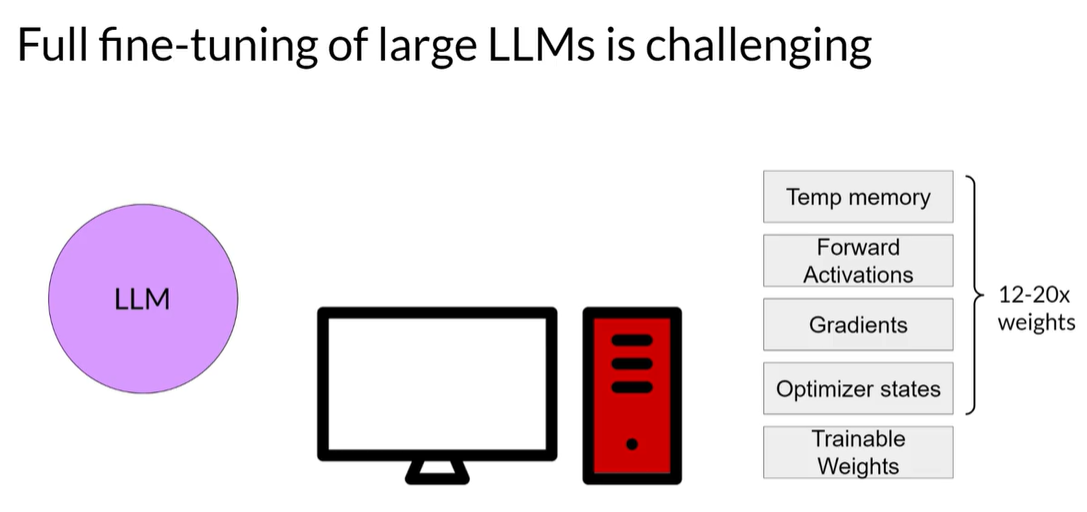 Full fine-tuning of large LLMs is challenging
LLM
Temp memory
Forward
Activations
Gradients
Optimizer states
Trainable
Weights
12-20x
weights